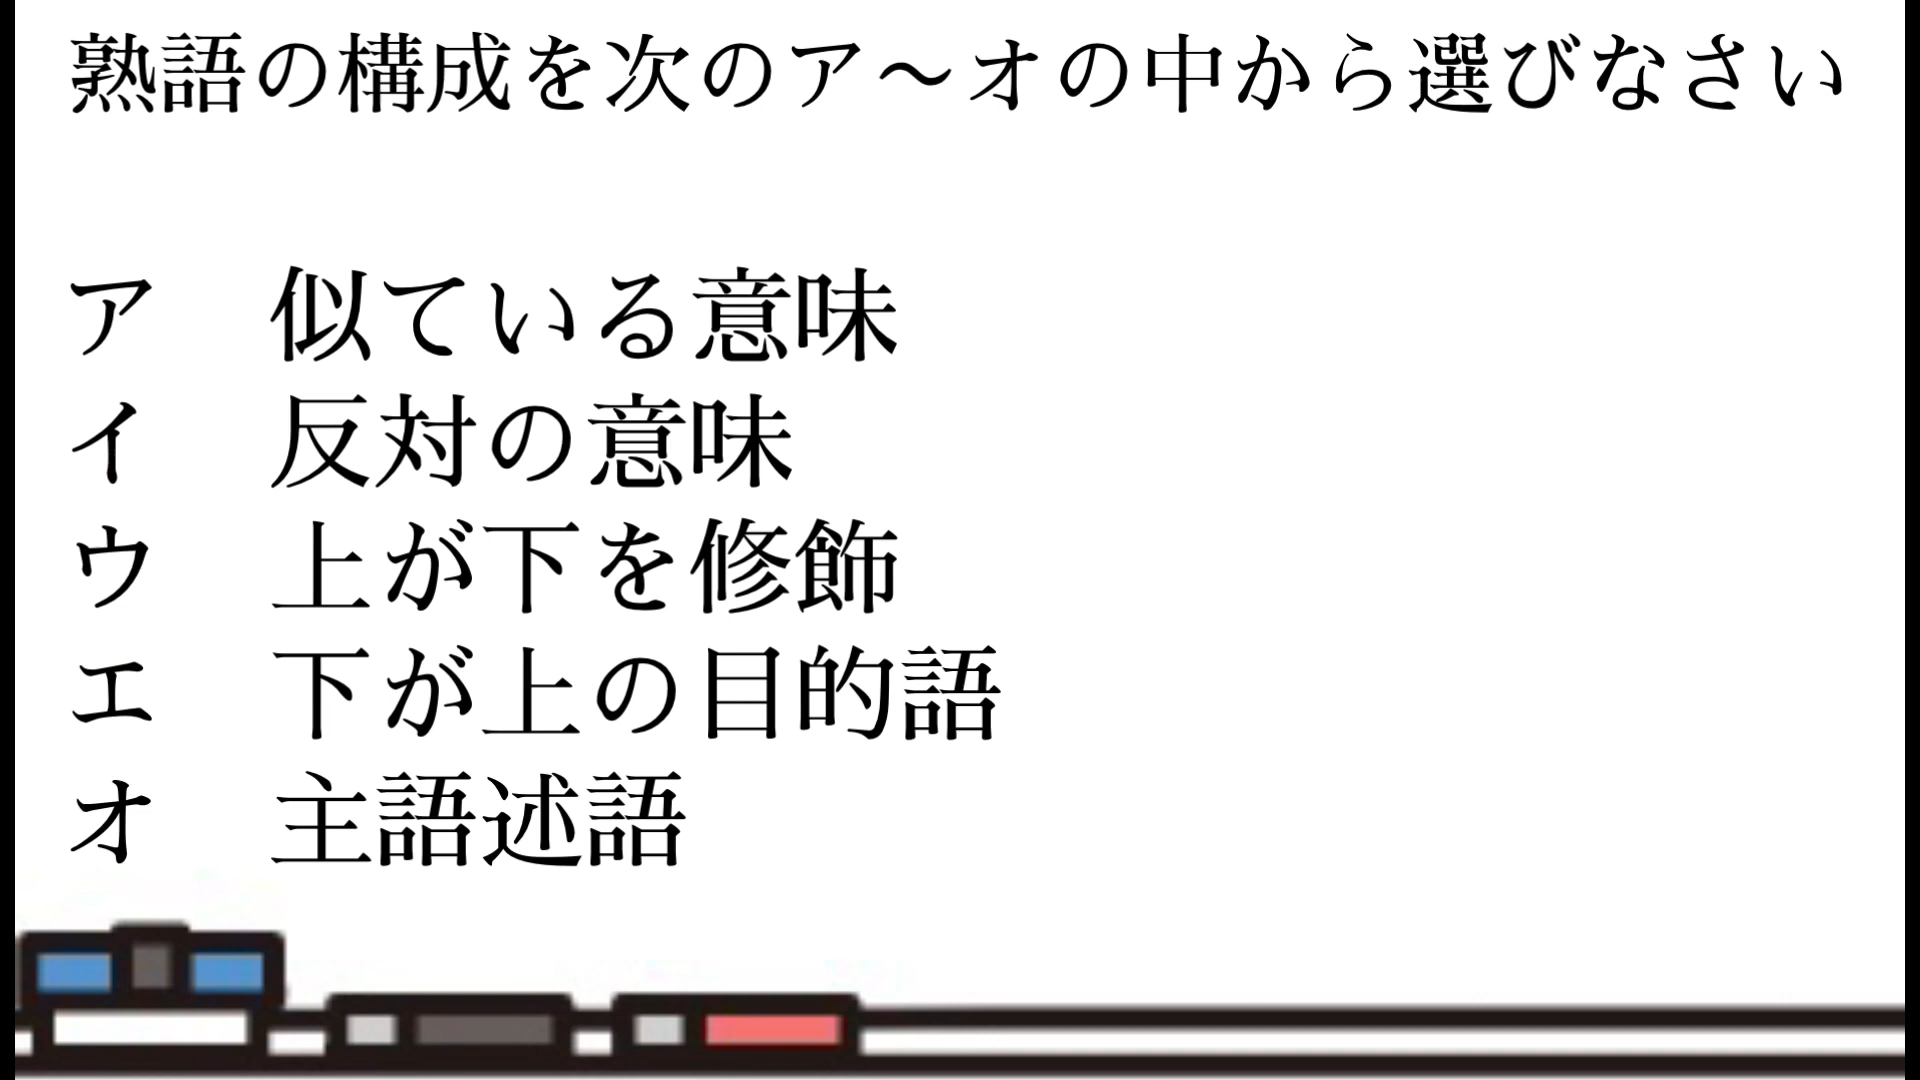 熟語の構成を次のア～オの中から選びなさい
ア　似ている意味
イ　反対の意味
ウ　上が下を修飾
エ　下が上の目的語
オ　主語述語